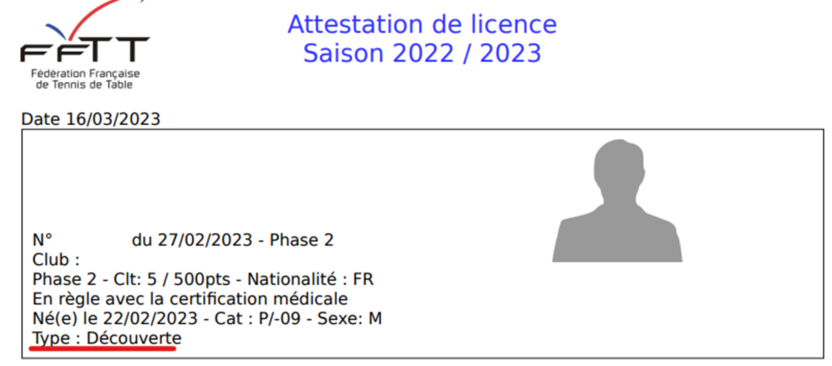 FFTT
Fédération Française
de Tennis de Table
Attestation de licence
Saison 2022 / 2023
Date 16/03/2023
N° du 27/02/2023 - Phase 2
Club :
Phase 2 - Clt: 5 / 500pts - Nationalité : FR
En règle avec la certification médicale
Né(e) le 22/02/2023 - Cat : P/-09 - Sexe: M
Type : Découverte